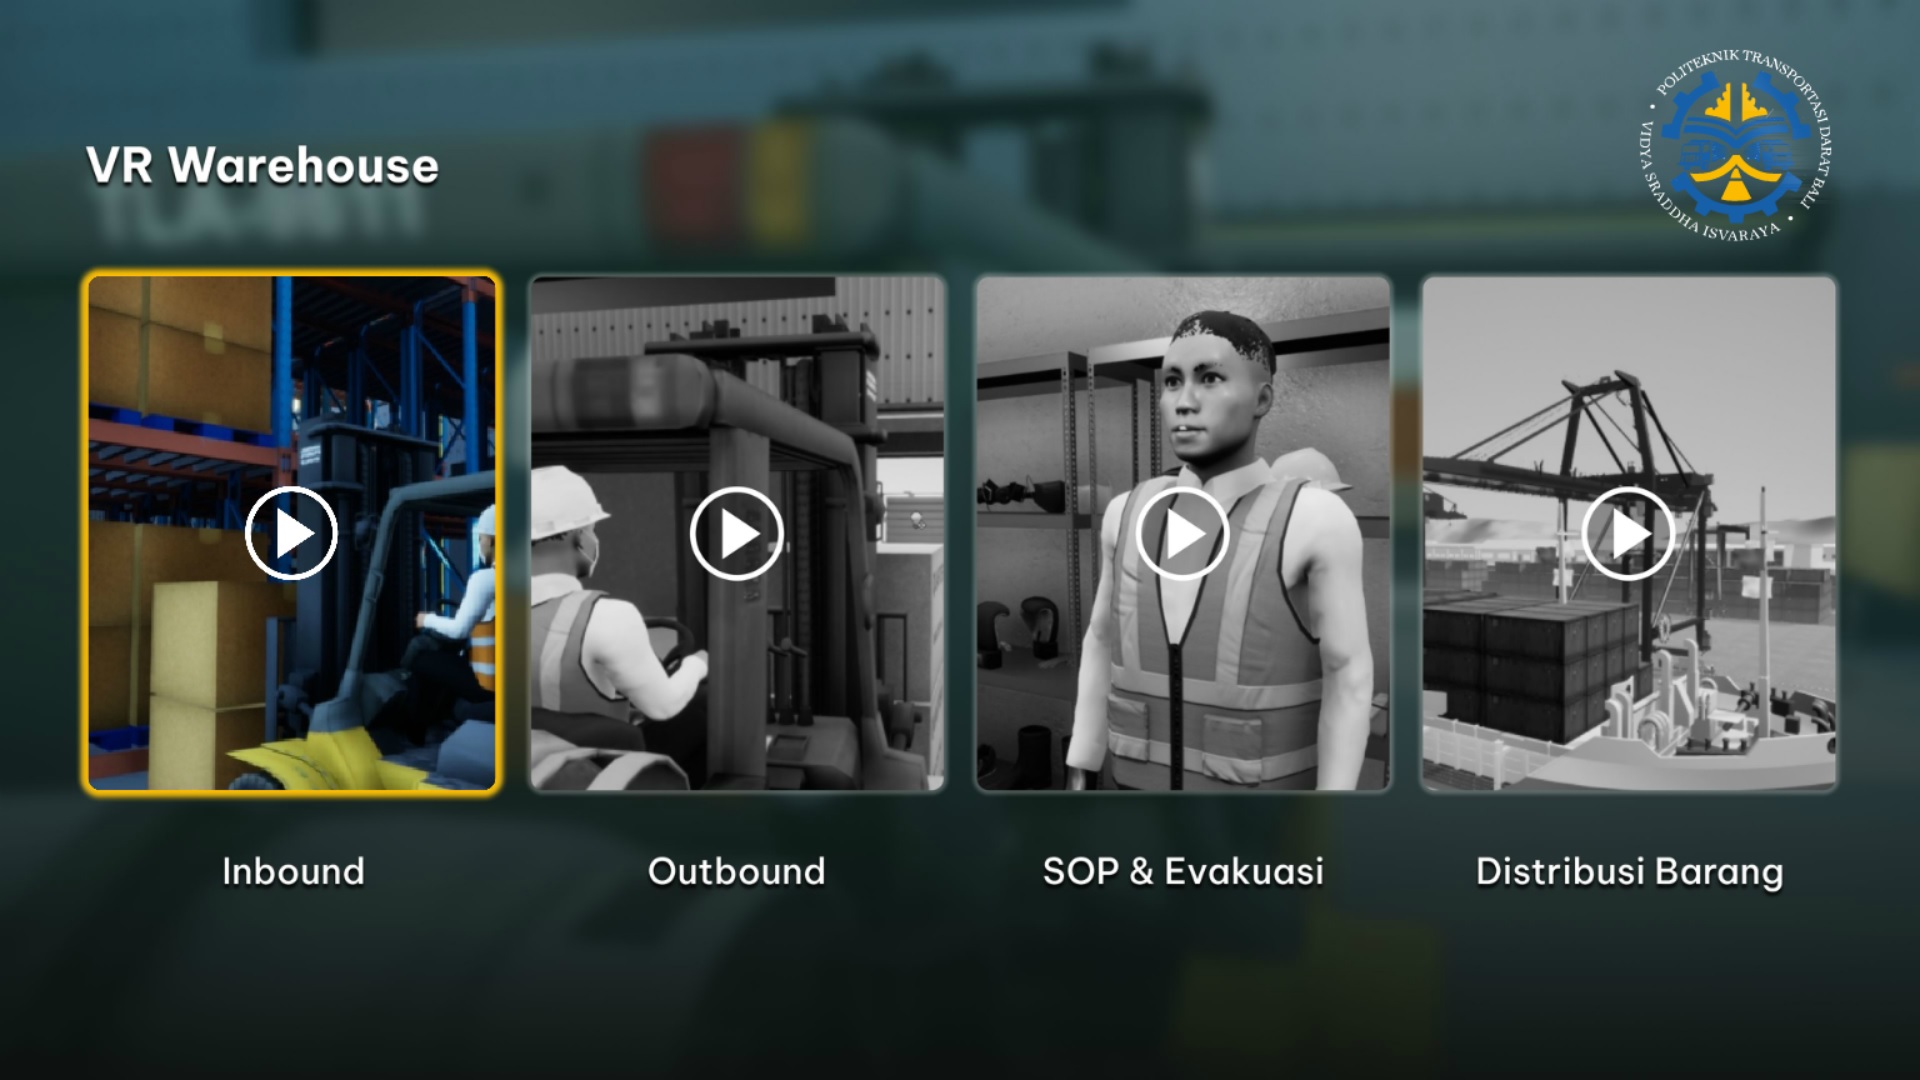 VR Warehouse
POLITEKNIK TRANSPORTASI DARAT BALI
VIDYA SRADDHA ISVARAYA
Inbound
Outbound
SOP & Evakuasi
Distribusi Barang